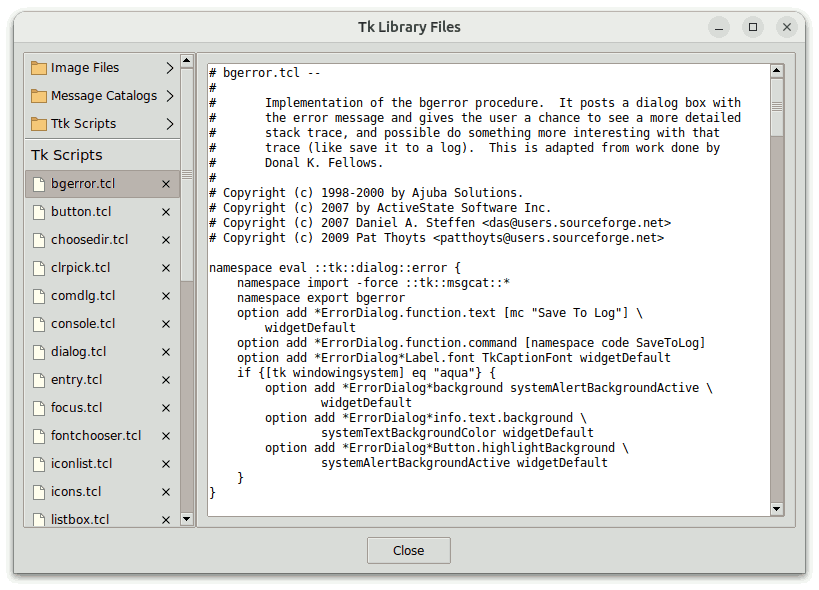 Tk Library Files
Image Files
Message Catalogs
Ttk Scripts
Tk Scripts
bgerror.tcl
button.tcl
choosedir.tcl
clrpick.tcl
comdlg.tcl
console.tcl
dialog.tcl
entry.tcl
focus.tcl
fontchooser.tcl
iconlist.tcl
icons.tcl
listbox.tcl
# bgerror.tcl --
#
#       Implementation of the bgerror procedure.  It posts a dialog box with
#       the error message and gives the user a chance to see a more detailed
#       stack trace, and possible do something more interesting with that
#       trace (like save it to a log).  This is adapted from work done by
#       Donal K. Fellows.
#
# Copyright (c) 1998-2000 by Ajuba Solutions.
# Copyright (c) 2007 by ActiveState Software Inc.
# Copyright (c) 2007 Daniel A. Steffen <das@users.sourceforge.net>
# Copyright (c) 2009 Pat Thoyts <patthoyts@users.sourceforge.net>

namespace eval ::tk::dialog::error {
    namespace import -force ::tk::msgcat::*
    namespace export bgerror
    option add *ErrorDialog.function.text [mc "Save To Log"] \
        widgetDefault
    option add *ErrorDialog.function.command [namespace code SaveToLog]
    option add *ErrorDialog*Label.font TkCaptionFont widgetDefault
    if {[tk windowingsystem] eq "aqua"} {
        option add *ErrorDialog*background systemAlertBackgroundActive \
                widgetDefault
        option add *ErrorDialog*info.text.background \
                systemTextBackgroundColor widgetDefault
        option add *ErrorDialog*Button.highlightBackground \
                systemAlertBackgroundActive widgetDefault
    }
}
Close